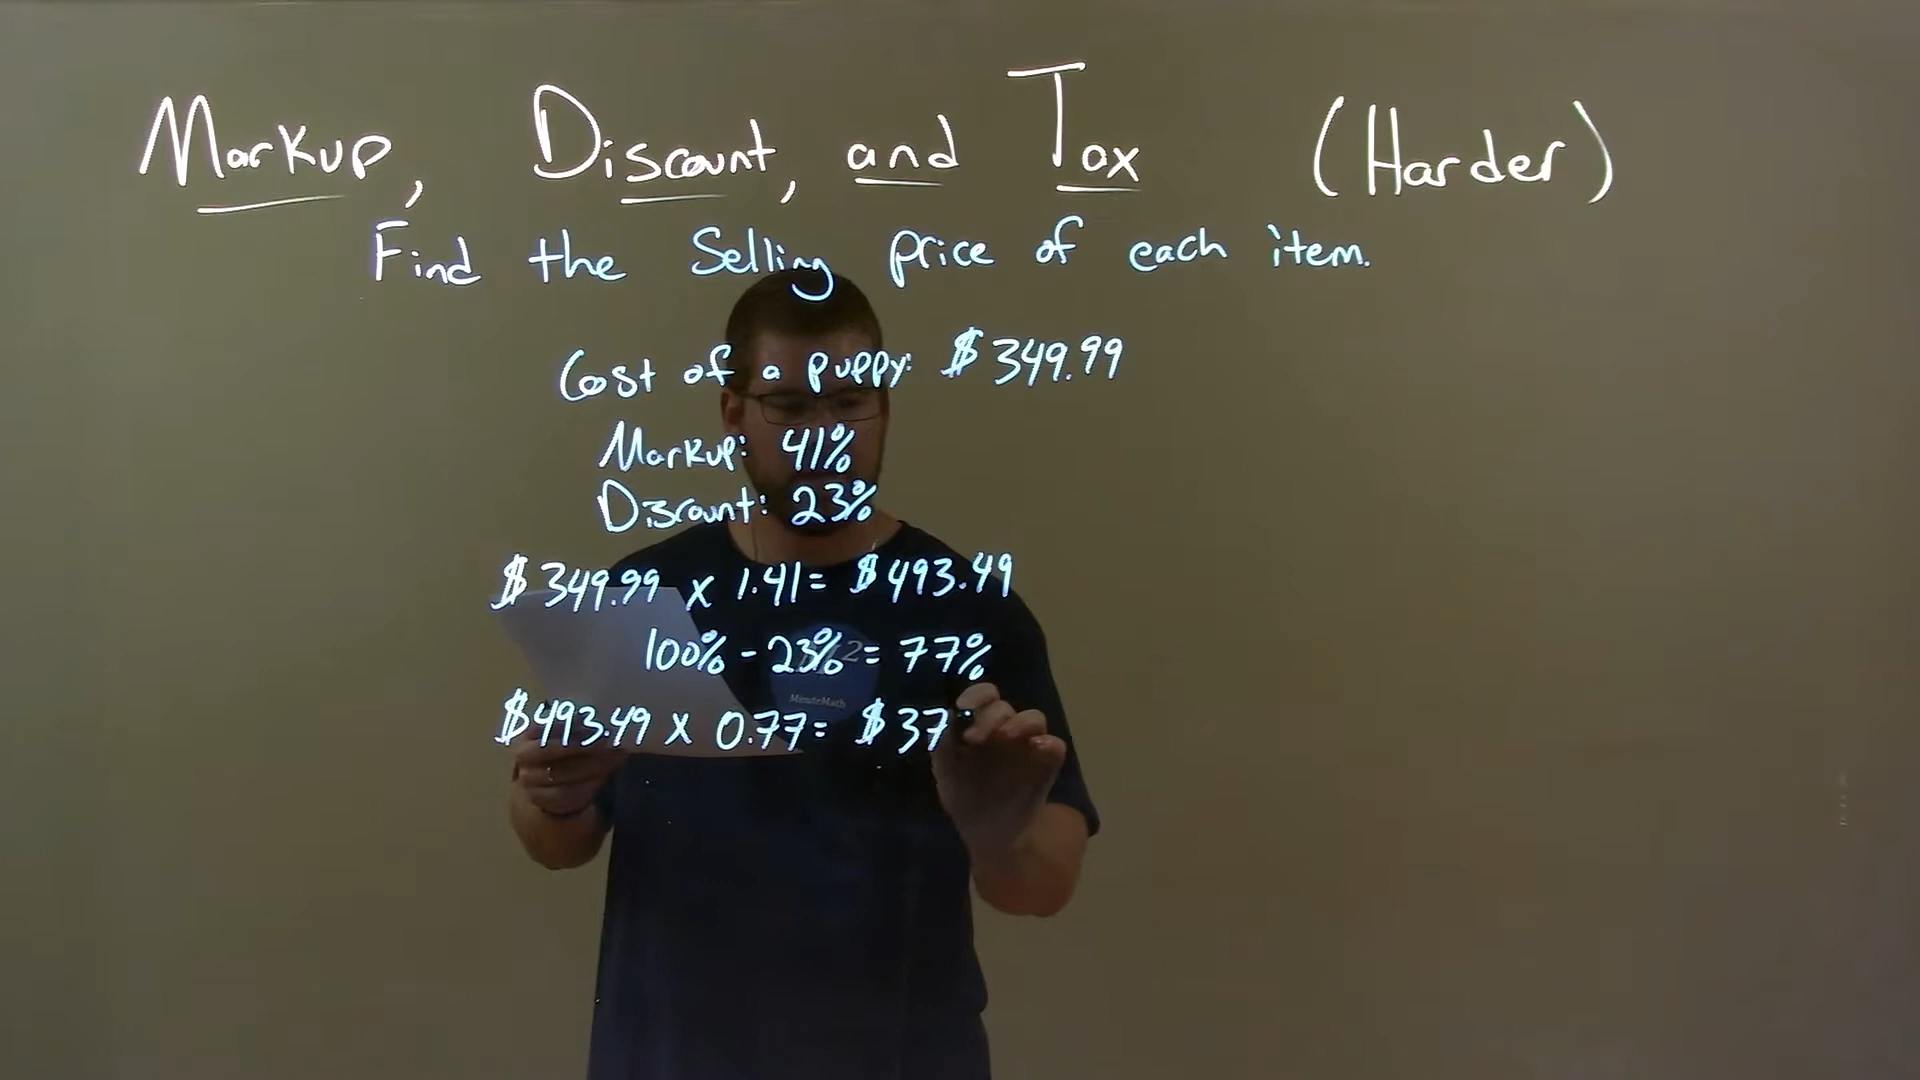 Markup, Discount, and Tax (Harder)
Find the Selling price of each item.
Cost of a puppy: $349.99
Markup: 41%
Discount: 23%
$349.99 x 1.41 = $493.49
100% - 23% = 77%
MinuteMath
$493.49 x 0.77 = $37